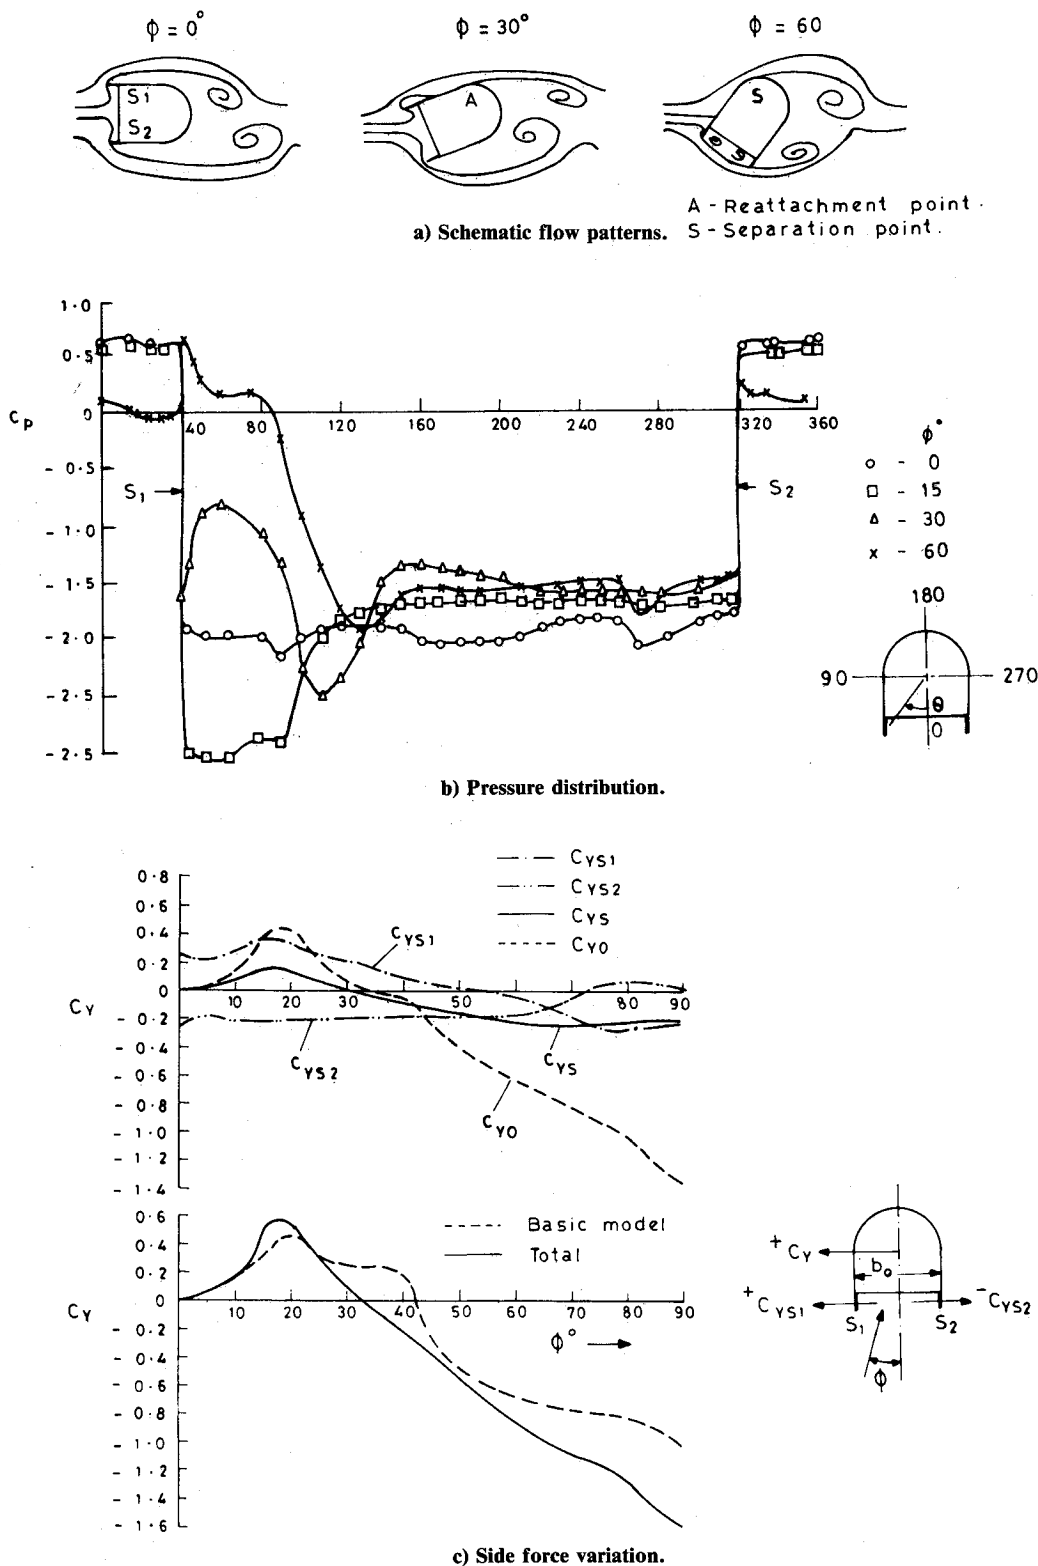 ϕ = 0° ϕ = 30° ϕ = 60
S1
S2
A
S
S
A - Reattachment point.
a) Schematic flow patterns. S - Separation point.
1·0
0·5
Cp 0
40 80 120 160 200 240 280 320 360
- 0·5
S1 S2
- 1·0
- 1·5
- 2·0
- 2·5
- 2·5
ϕ°
○ - 0
□ - 15
△ - 30
x - 60
180
90 270
θ
0
b) Pressure distribution.
CYS1
CYS2
CYS
CYO
0·8
0·6
0·4
0·2
CY 0
10 20 30 50 80 90
- 0·2
- 0·4
- 0·6
- 0·8
- 1·0
- 1·2
- 1·4
CYS1
CYS2
CYS
CYO
0·6
0·4
0·2
CY 0
10 20 30 40 50 60 70 80 90
ϕ°
- 0·2
- 0·4
- 0·6
- 0·8
- 1·0
- 1·2
- 1·4
- 1·6
Basic model
Total
+CY
bo
+CYS1 -CYS2
S1 S2
ϕ
c) Side force variation.